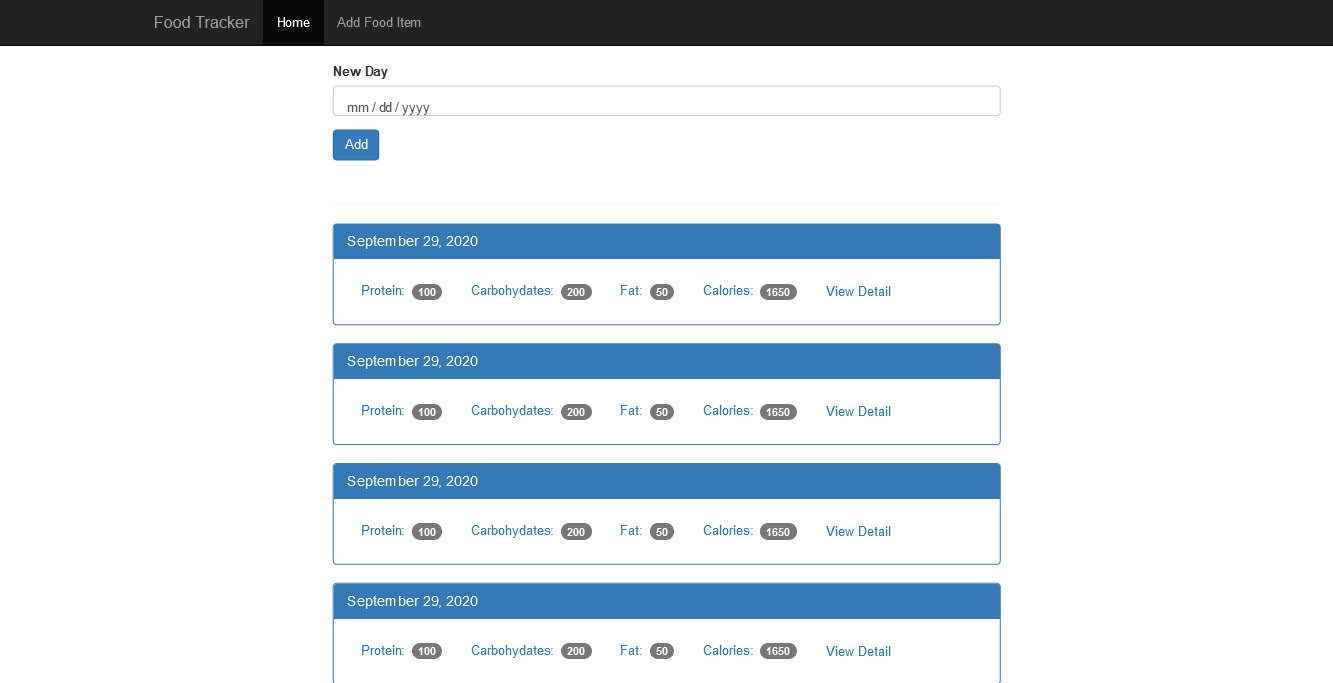 Food Tracker Home Add Food Item
New Day
mm / dd / yyyy
Add
September 29, 2020
Protein: 100 Carbohydates: 200 Fat: 50 Calories: 1650 View Detail
September 29, 2020
Protein: 100 Carbohydates: 200 Fat: 50 Calories: 1650 View Detail
September 29, 2020
Protein: 100 Carbohydates: 200 Fat: 50 Calories: 1650 View Detail
September 29, 2020
Protein: 100 Carbohydates: 200 Fat: 50 Calories: 1650 View Detail